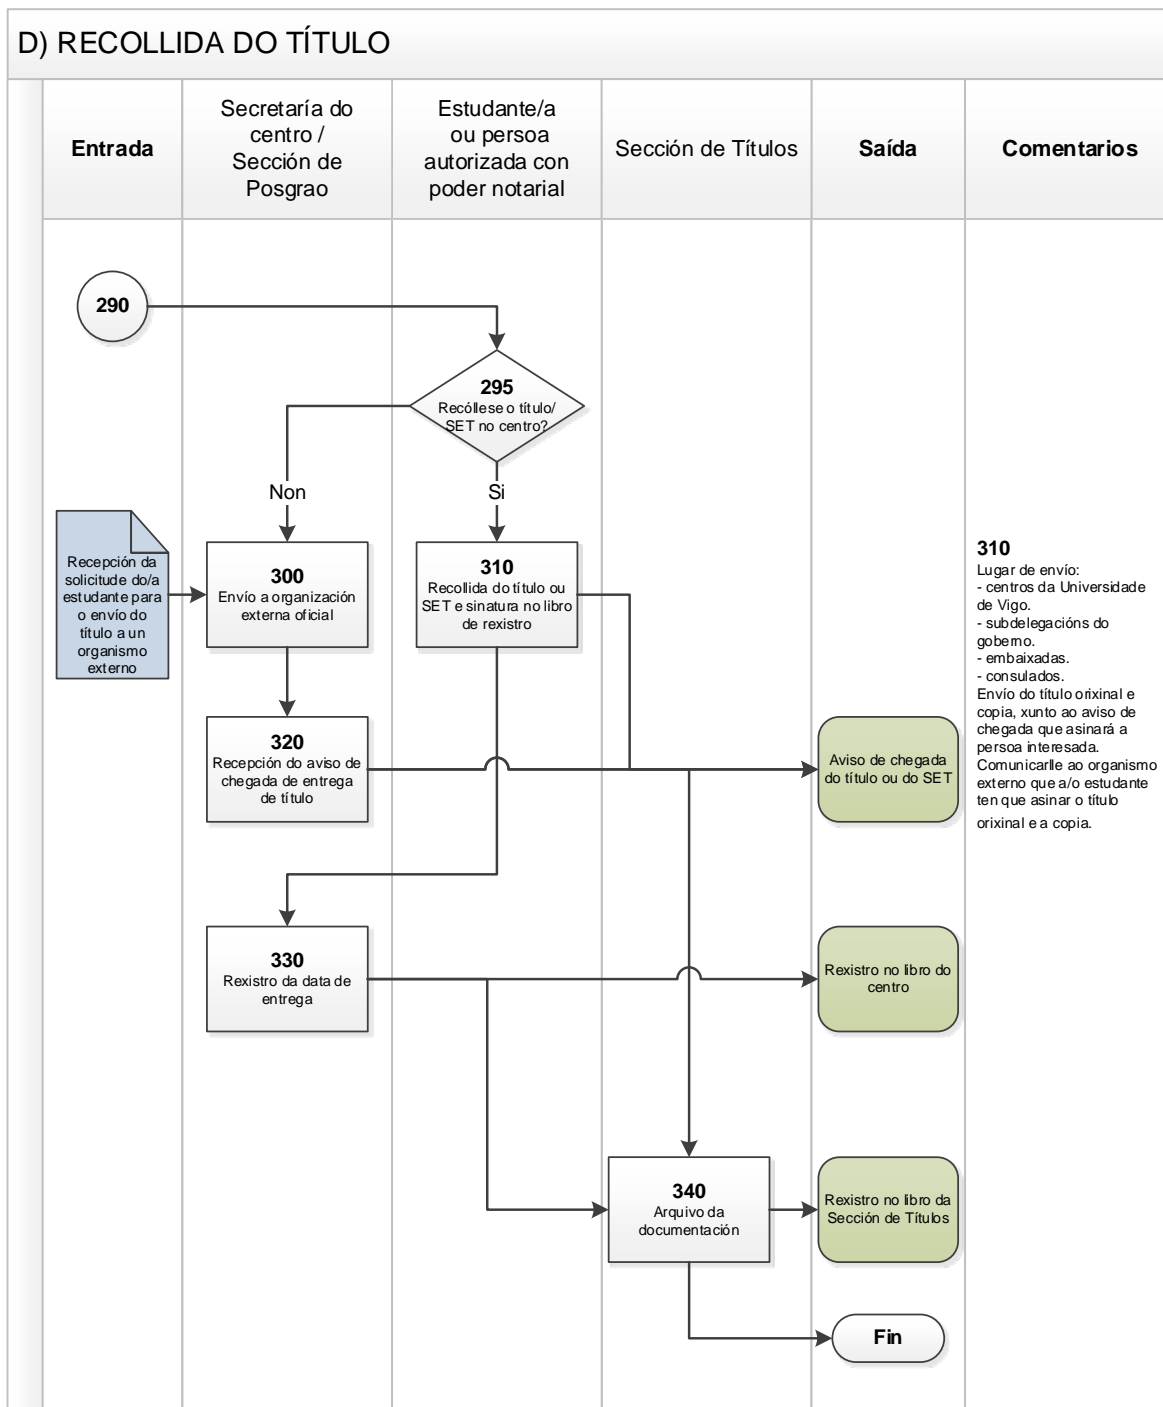 D) RECOLLIDA DO TÍTULO
Entrada
Secretaría do
centro /
Sección de
Posgrao
Estudante/a
ou persoa
autorizada con
poder notarial
Sección de Títulos
Saída
Comentarios
290
295
Recóllese o título/
SET no centro?
Non
Si
Recepción da
solicitude do/a
estudante para
o envío do
título a un
organismo
externo
300
Envío a organización
externa oficial
310
Recollida do título ou
SET e sinatura no libro
de rexistro
310
Lugar de envío:
- centros da Universidade
de Vigo.
- subdelegacións do
goberno.
- embaixadas.
- consulados.
Envío do título orixinal e
copia, xunto ao aviso de
chegada que asinará a
persoa interesada.
Comunicarlle ao organismo
externo que a/o estudante
ten que asinar o título
orixinal e a copia.
320
Recepción do aviso de
chegada de entrega
de título
Aviso de chegada
do título ou do SET
330
Rexistro da data de
entrega
Rexistro no libro do
centro
340
Arquivo da
documentación
Rexistro no libro da
Sección de Títulos
Fin